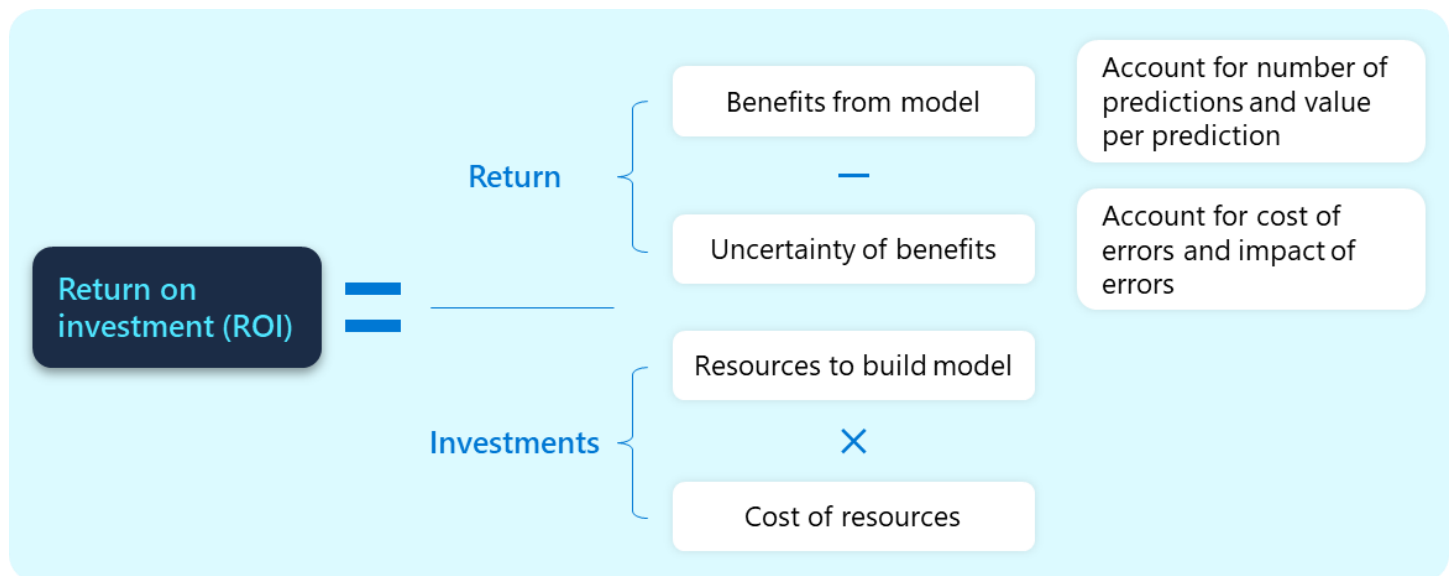 Return on
investment (ROI)
=
Return
Benefits from model
−
Uncertainty of benefits
Account for number of
predictions and value
per prediction
Account for cost of
errors and impact of
errors
Investments
Resources to build model
×
Cost of resources